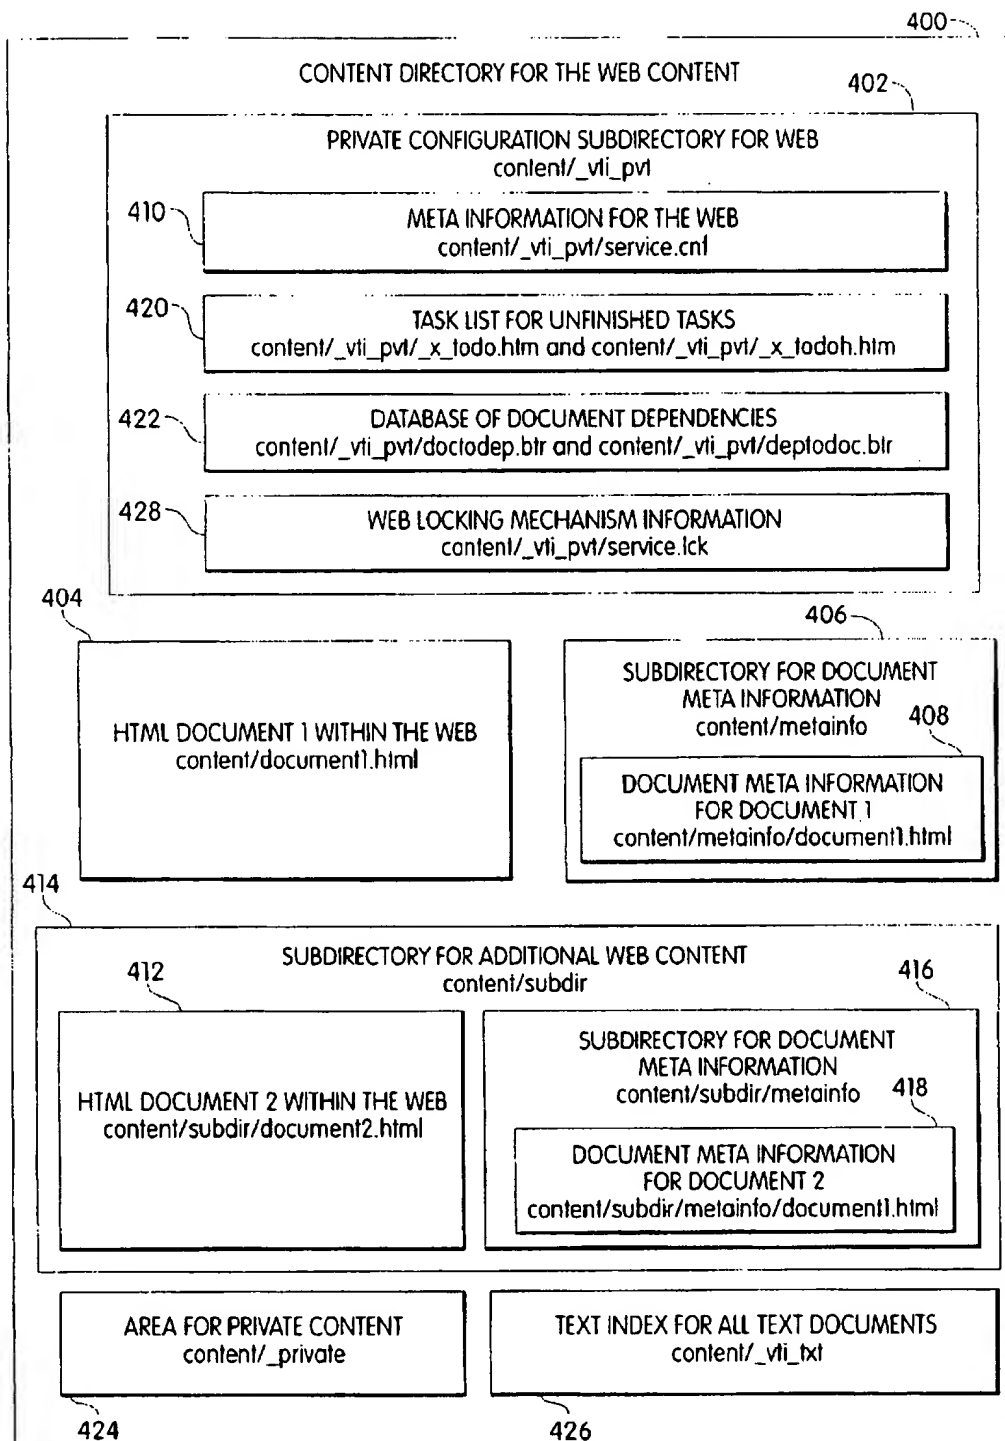 400
CONTENT DIRECTORY FOR THE WEB CONTENT
402
PRIVATE CONFIGURATION SUBDIRECTORY FOR WEB
content/_vti_pvt
410
META INFORMATION FOR THE WEB
content/_vti_pvt/service.cnf
420
TASK LIST FOR UNFINISHED TASKS
content/_vti_pvt/_x_todo.htm and content/_vti_pvt/_x_todoh.htm
422
DATABASE OF DOCUMENT DEPENDENCIES
content/_vti_pvt/doctodep.btr and content/_vti_pvt/deptodoc.btr
428
WEB LOCKING MECHANISM INFORMATION
content/_vti_pvt/service.lck
404
HTML DOCUMENT 1 WITHIN THE WEB
content/document1.html
406
SUBDIRECTORY FOR DOCUMENT
META INFORMATION
content/metainfo
408
DOCUMENT META INFORMATION
FOR DOCUMENT 1
content/metainfo/document1.html
414
SUBDIRECTORY FOR ADDITIONAL WEB CONTENT
content/subdir
412
HTML DOCUMENT 2 WITHIN THE WEB
content/subdir/document2.html
416
SUBDIRECTORY FOR DOCUMENT
META INFORMATION
content/subdir/metainfo
418
DOCUMENT META INFORMATION
FOR DOCUMENT 2
content/subdir/metainfo/document1.html
AREA FOR PRIVATE CONTENT
content/_private
424
TEXT INDEX FOR ALL TEXT DOCUMENTS
content/_vti_txt
426